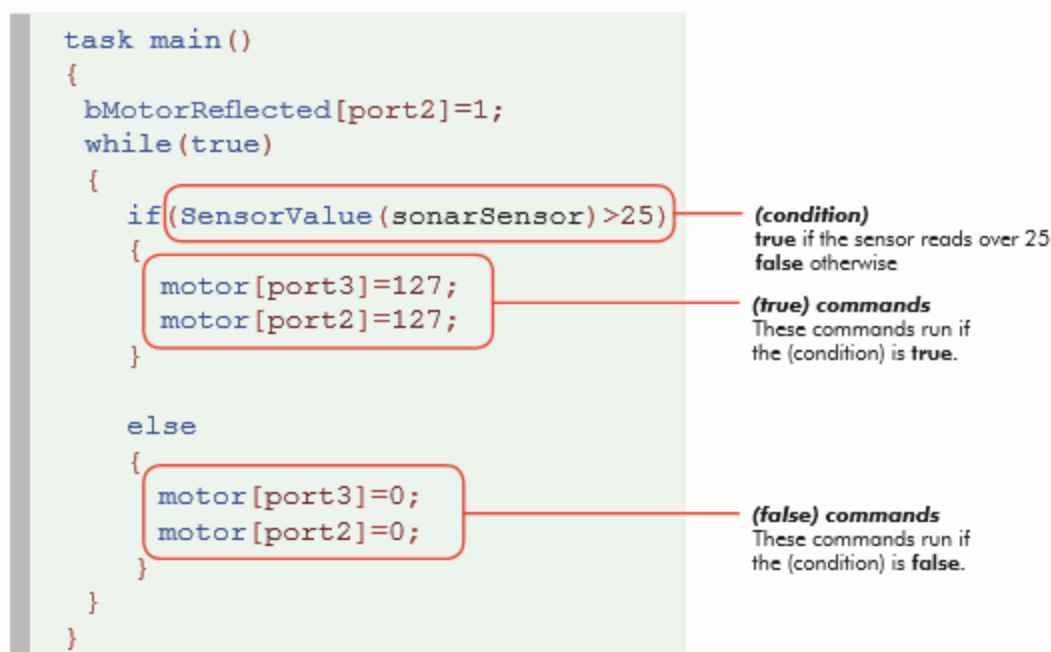 task main()
{
bMotorReflected[port2]=1;
while(true)
{
if(SensorValue(sonarSensor)>25)
{
motor[port3]=127;
motor[port2]=127;
}
else
{
motor[port3]=0;
motor[port2]=0;
}
}
}
(condition)
true if the sensor reads over 25
false otherwise
(true) commands
These commands run if
the (condition) is true.
(false) commands
These commands run if
the (condition) is false.